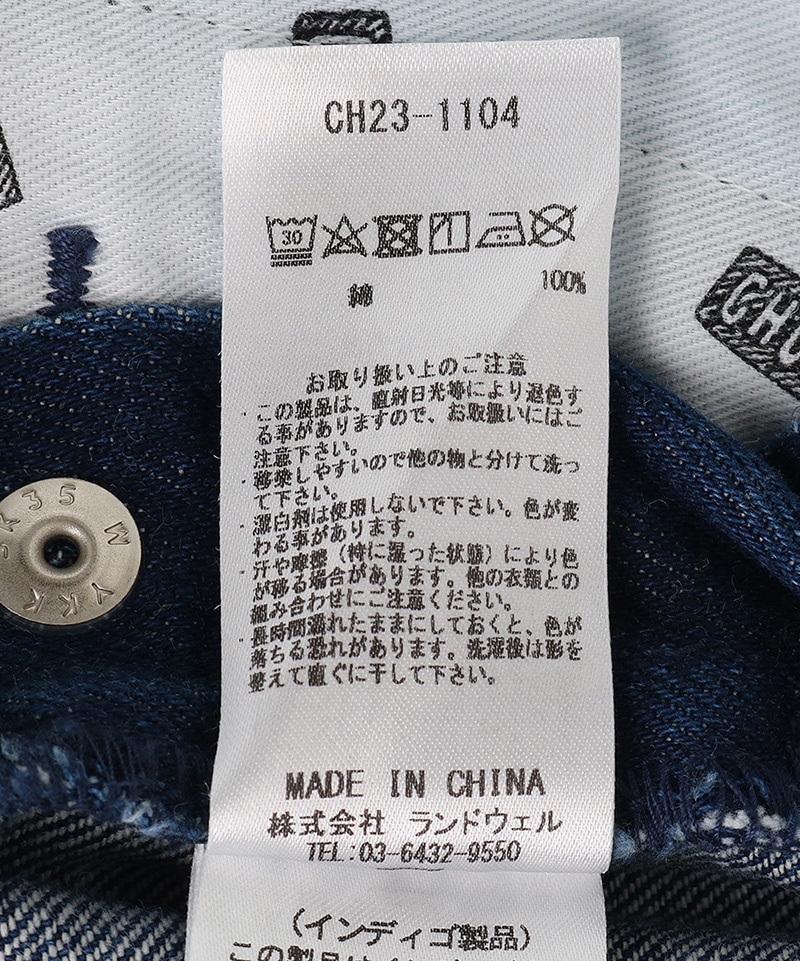 CH23-1104
30
綿 100%
お取り扱い上のご注意
・この製品は、直射日光等により退色す
る事がありますので、お取扱いにはご
注意下さい。
・移染しやすいので他の物と分けて洗っ
て下さい。
・漂白剤は使用しないで下さい。色が変
わる事があります。
・汗や摩擦（特に湿った状態）により色
が移る場合があります。他の衣類との
組み合わせにご注意ください。
・長時間濡れたままにしておくと、色が
落ちる恐れがあります。洗濯後は形を
整えて直ぐに干して下さい。
MADE IN CHINA
株式会社 ランドウェル
TEL:03-6432-9550
(インディゴ製品)
CHU
35 M YKK